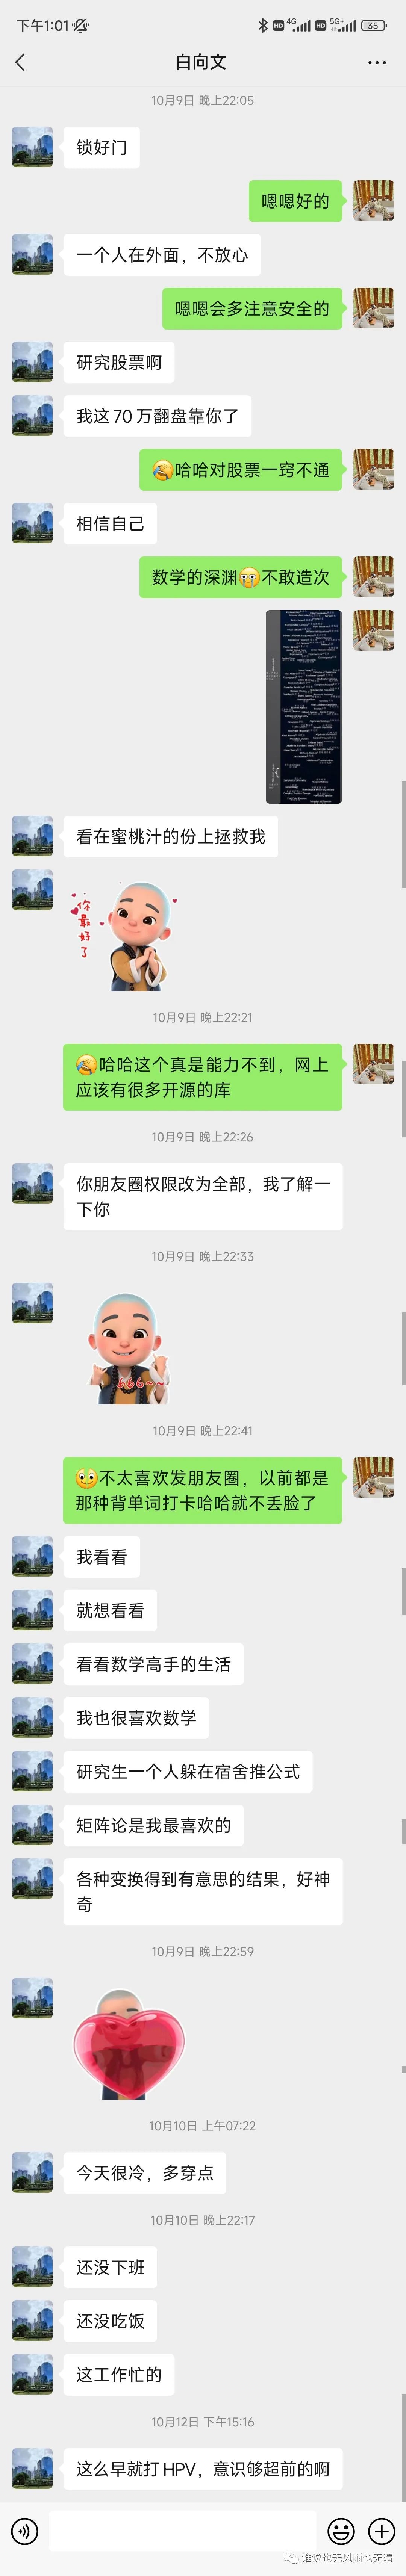 下午1:01
HD 4G HD 5G+ 35
白向文
10月9日 晚上22:05
锁好门
嗯嗯好的
一个人在外面，不放心
嗯嗯会多注意安全的
研究股票啊
我这70万翻盘靠你了
哈哈对股票一窍不通
相信自己
数学的深渊不敢造次
看在蜜桃汁的份上拯救我
你最好了
10月9日 晚上22:21
哈哈这个真是能力不到，网上
应该有很多开源的库
10月9日 晚上22:26
你朋友圈权限改为全部，我了解一
下你
10月9日 晚上22:33
666~~
10月9日 晚上22:41
不太喜欢发朋友圈，以前都是
那种背单词打卡哈哈就不丢脸了
我看看
就想看看
看看数学高手的生活
我也很喜欢数学
研究生一个人躲在宿舍推公式
矩阵论是我最喜欢的
各种变换得到有意思的结果，好神
奇
10月9日 晚上22:59
10月10日 上午07:22
今天很冷，多穿点
10月10日 晚上22:17
还没下班
还没吃饭
这工作忙的
10月12日 下午15:16
这么早就打HPV，意识够超前的啊
谁说也无风雨也无晴